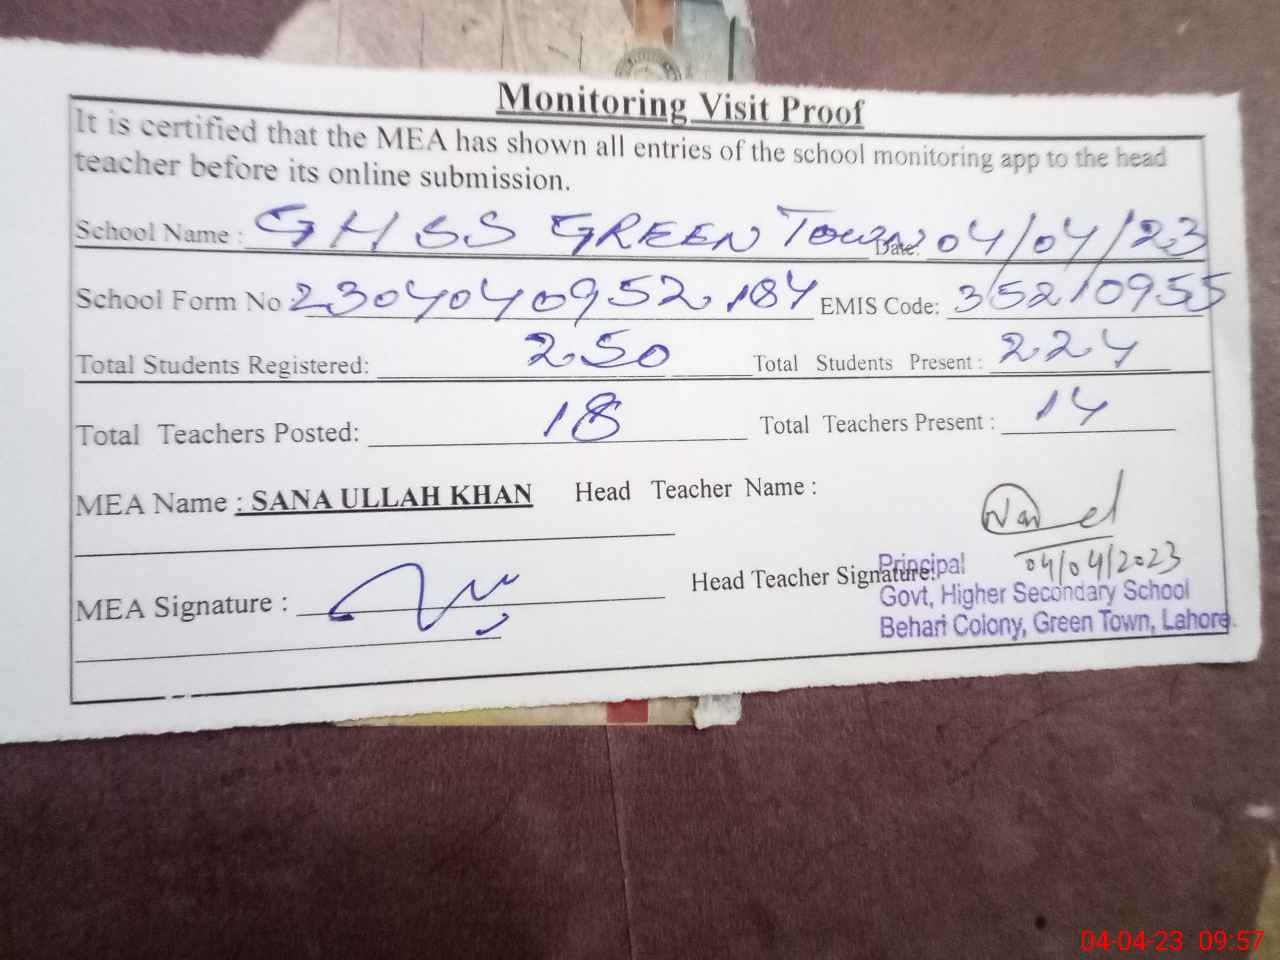 Monitoring Visit Proof
It is certified that the MEA has shown all entries of the school monitoring app to the head
teacher before its online submission.
School Name : GHSS GREEN TOWN Date: 04/04/23
School Form No 2304040952184 EMIS Code: 35210955
Total Students Registered: 250 Total Students Present : 224
Total Teachers Posted: 18 Total Teachers Present : 14
MEA Name : SANA ULLAH KHAN Head Teacher Name :
04/04/2023
MEA Signature : Head Teacher Signature:
Principal
Govt, Higher Secondary School
Behari Colony, Green Town, Lahore.
04-04-23 09:57